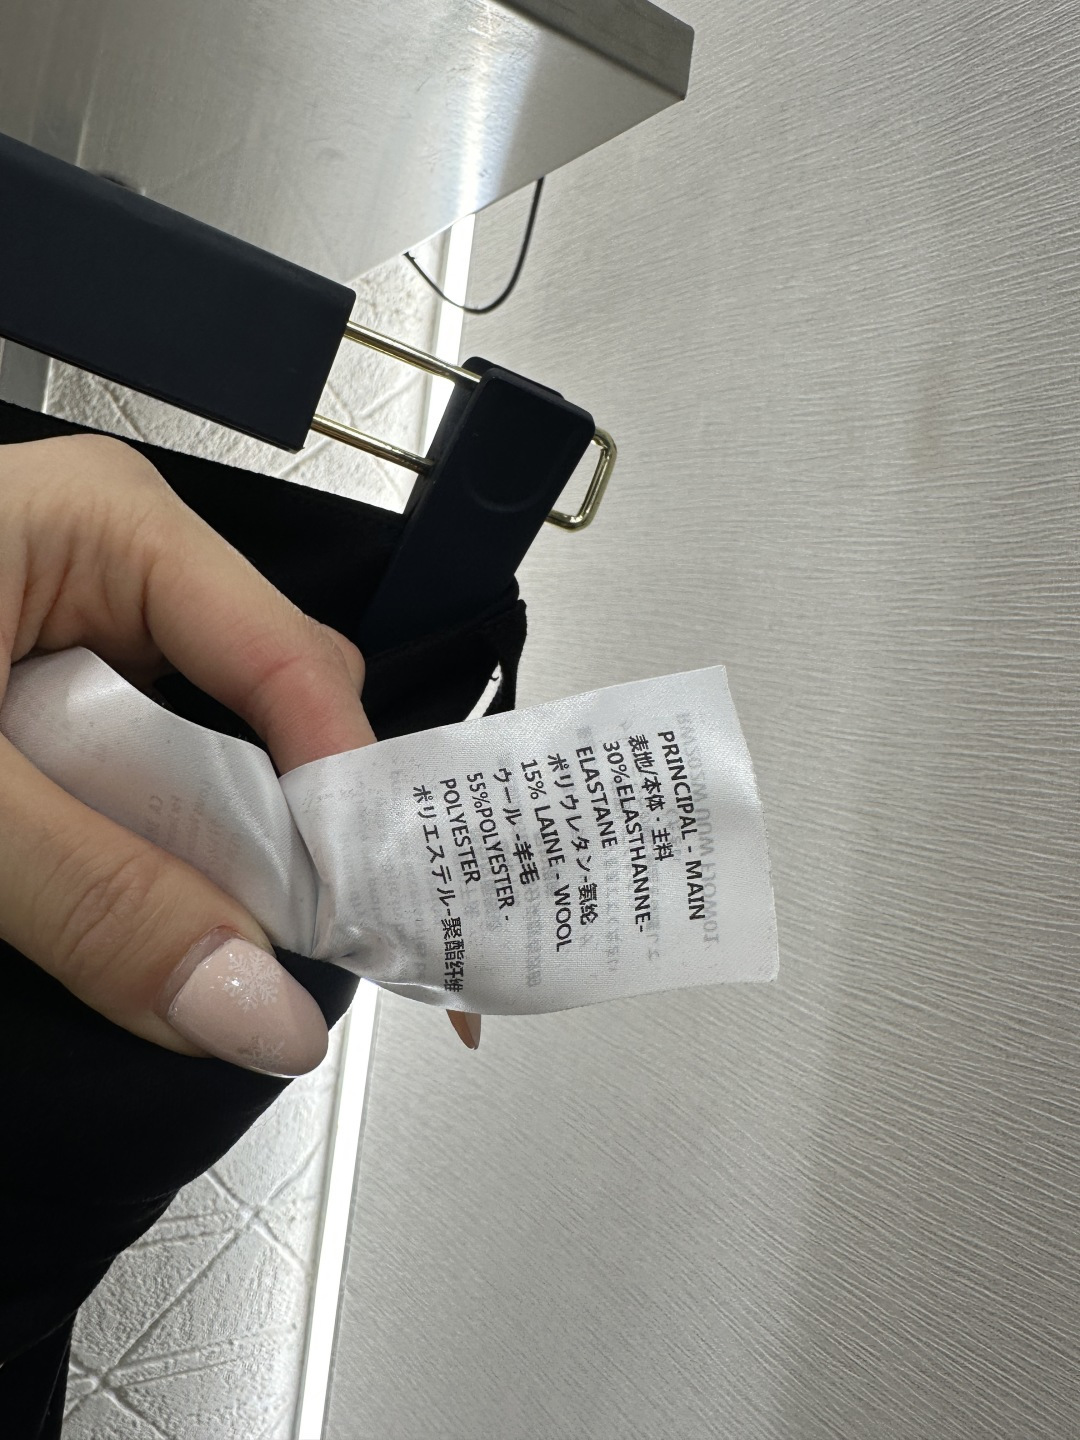 PRINCIPAL - MAIN
表地/本体 · 主料
30%ELASTHANNE-
ELASTANE
ポリウレタン-氨纶
15% LAINE - WOOL
ウール -羊毛
55%POLYESTER -
POLYESTER
ポリエステル-聚酯纤维